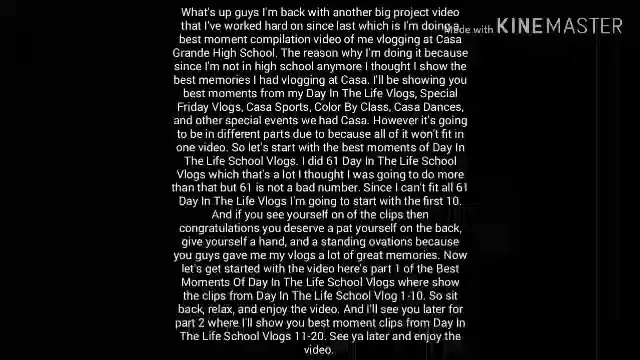 What's up guys I'm back with another big project video
that I've worked hard on since last which is I'm doing a
Made with KINEMASTER
best moment compilation video of me vlogging at Casa
Grande High School. The reason why I'm doing it because
since I'm not in high school anymore I thought I show the
best memories I had vlogging at Casa. I'll be showing you
best moments from my Day In The Life Vlogs, Special
Friday Vlogs, Casa Sports, Color By Class, Casa Dances,
and other special events we had Casa. However it's going
to be in different parts due to because all of it won't fit in
one video. So let's start with the best moments of Day In
The Life School Vlogs. I did 61 Day In The Life School
Vlogs which that's a lot I thought I was going to do more
than that but 61 is not a bad number. Since I can't fit all 61
Day In The Life Vlogs I'm going to start with the first 10.
And if you see yourself on of the clips then
congratulations you deserve a pat yourself on the back,
give yourself a hand, and a standing ovations because
you guys gave me my vlogs a lot of great memories. Now
let's get started with the video here's part 1 of the Best
Moments Of Day In The Life School Vlogs where show
the clips from Day In The Life School Vlog 1-10. So sit
back, relax, and enjoy the video. And I'll see you later for
part 2 where I'll show you best moment clips from Day In
The Life School Vlogs 11-20. See ya later and enjoy the
video.